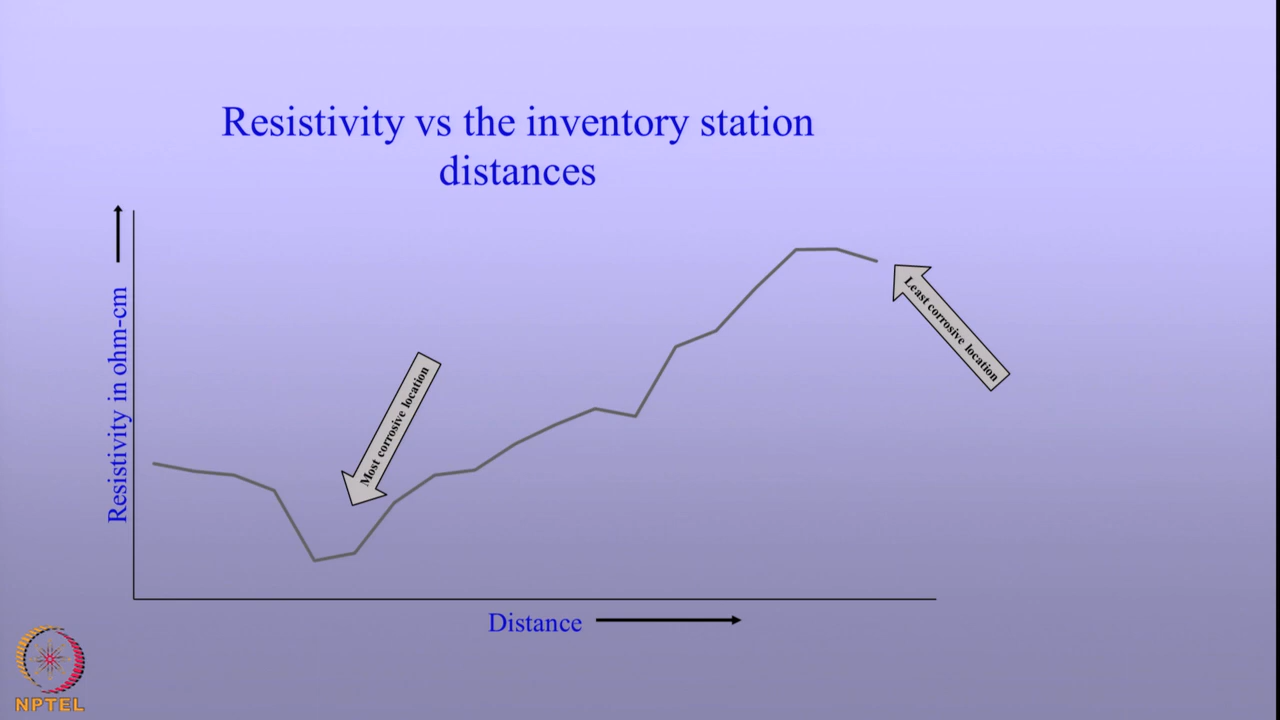 Resistivity vs the inventory station
distances
Resistivity in ohm-cm
Most corrosive location
Least corrosive location
Distance
NPTEL